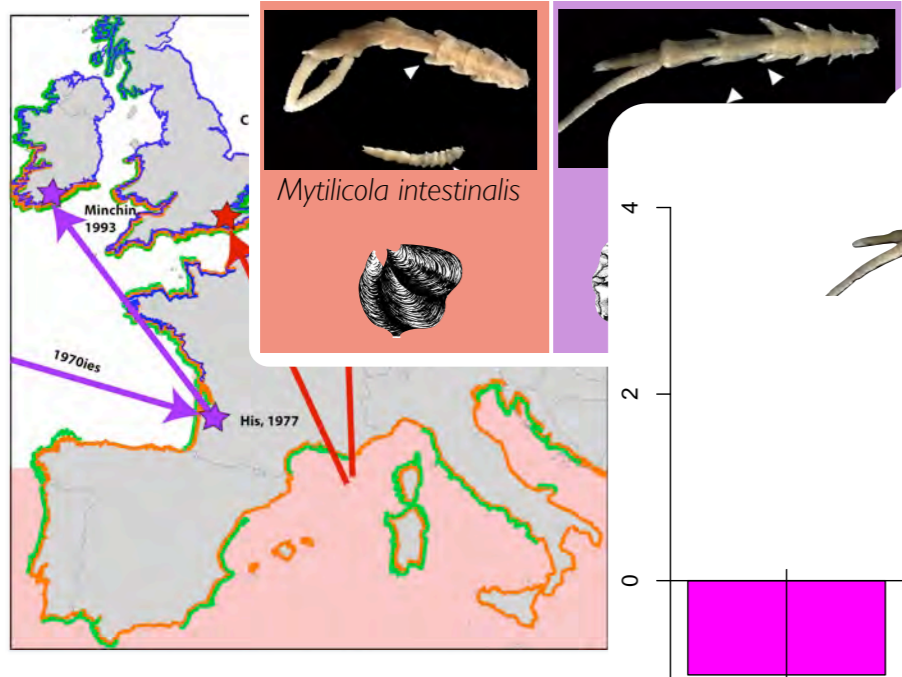 C
Minchin
1993
1970ies
His, 1977
Mytilicola intestinalis
4
2
0